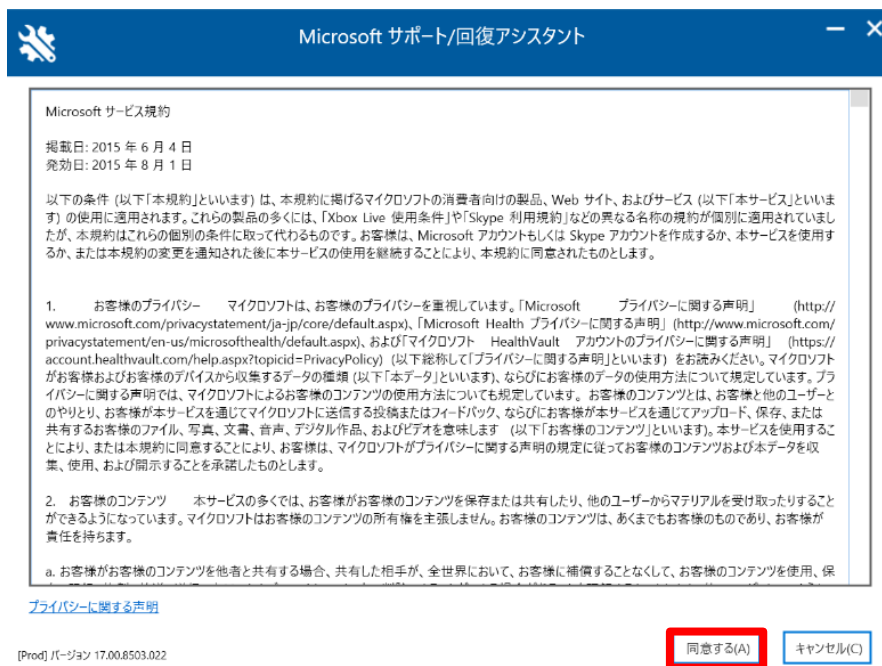 Microsoft サポート/回復アシスタント
Microsoft サービス規約
掲載日: 2015 年 6 月 4 日
発効日: 2015 年 8 月 1 日
以下の条件 (以下「本規約」といいます) は、本規約に掲げるマイクロソフトの消費者向けの製品、Web サイト、およびサービス (以下「本サービス」といいま
す) の使用に適用されます。これらの製品の多くには、「Xbox Live 使用条件」や「Skype 利用規約」などの異なる名称の規約が個別に適用されていまし
たが、本規約はこれらの個別の条件に取って代わるものです。お客様は、Microsoft アカウントもしくは Skype アカウントを作成するか、本サービスを使用す
るか、または本規約の変更を通知された後に本サービスの使用を継続することにより、本規約に同意されたものとします。
1. お客様のプライバシー マイクロソフトは、お客様のプライバシーを重視しています。「Microsoft プライバシーに関する声明」 (http://
www.microsoft.com/privacystatement/ja-jp/core/default.aspx)、「Microsoft Health プライバシーに関する声明」 (http://www.microsoft.com/
privacystatement/en-us/microsofthealth/default.aspx)、および「マイクロソフト HealthVault アカウントのプライバシーに関する声明」 (https://
account.healthvault.com/help.aspx?topicid=PrivacyPolicy) (以下総称して「プライバシーに関する声明」といいます) をお読みください。マイクロソフト
がお客様およびお客様のデバイスから収集するデータの種類 (以下「本データ」といいます)、ならびにお客様のデータの使用方法について規定しています。プラ
イバシーに関する声明では、マイクロソフトによるお客様のコンテンツの使用方法についても規定しています。お客様のコンテンツとは、お客様と他のユーザーと
のやりとり、お客様が本サービスを通じてマイクロソフトに送信する投稿またはフィードバック、ならびにお客様が本サービスを通じてアップロード、保存、または
共有するお客様のファイル、写真、文書、音声、デジタル作品、およびビデオを意味します (以下「お客様のコンテンツ」といいます)。本サービスを使用するこ
とにより、または本規約に同意することにより、お客様は、マイクロソフトがプライバシーに関する声明の規定に従ってお客様のコンテンツおよび本データを収
集、使用、および開示することを承諾したものとします。
2. お客様のコンテンツ 本サービスの多くでは、お客様がお客様のコンテンツを保存または共有したり、他のユーザーからマテリアルを受け取ったりすること
ができるようになっています。マイクロソフトはお客様のコンテンツの所有権を主張しません。お客様のコンテンツは、あくまでもお客様のものであり、お客様が
責任を持ちます。
a. お客様がお客様のコンテンツを他者と共有する場合、共有した相手が、全世界において、お客様に補償することなくして、お客様のコンテンツを使用、保
プライバシーに関する声明
[Prod] バージョン 17.00.8503.022
同意する(A)
キャンセル(C)